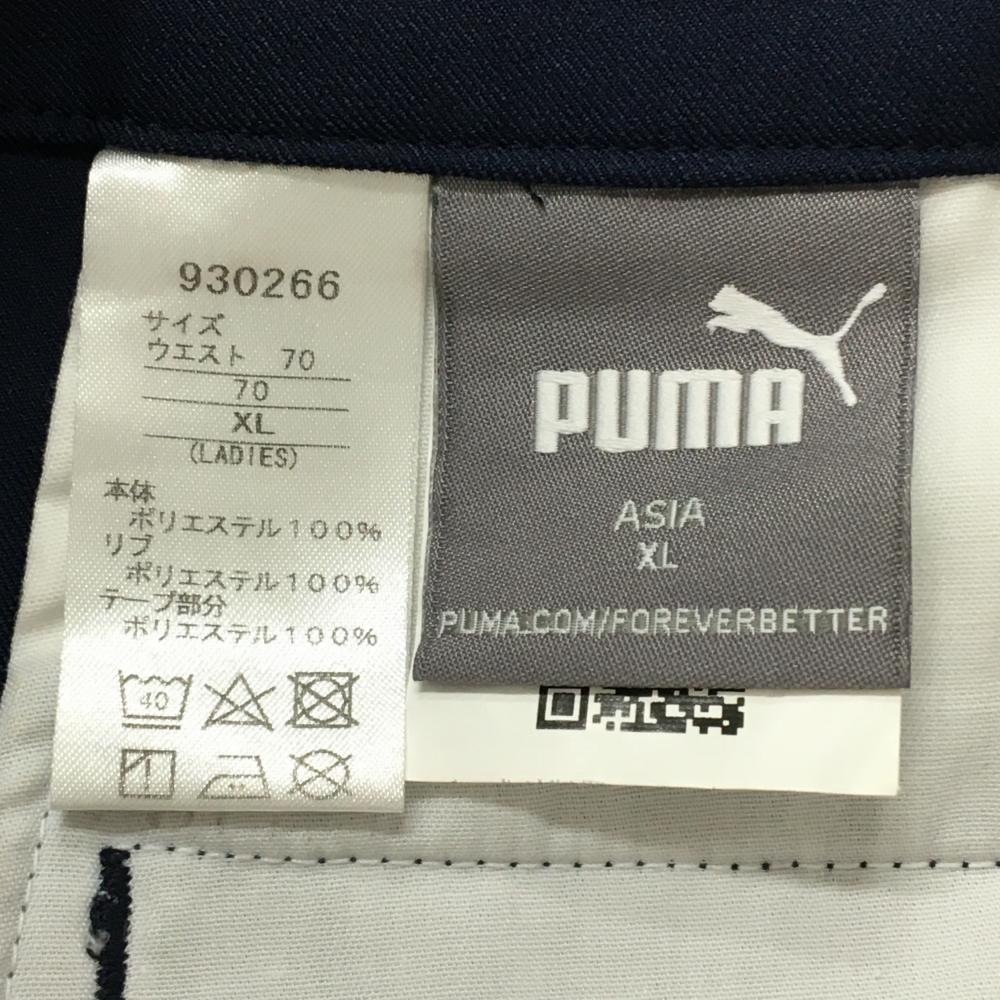 930266
サイズ
ウエスト 70
70
XL
(LADIES)
本体
ポリエステル100%
リブ
ポリエステル100%
テープ部分
ポリエステル100%
40
PUMA
ASIA
XL
PUMA.COM/FOREVERBETTER